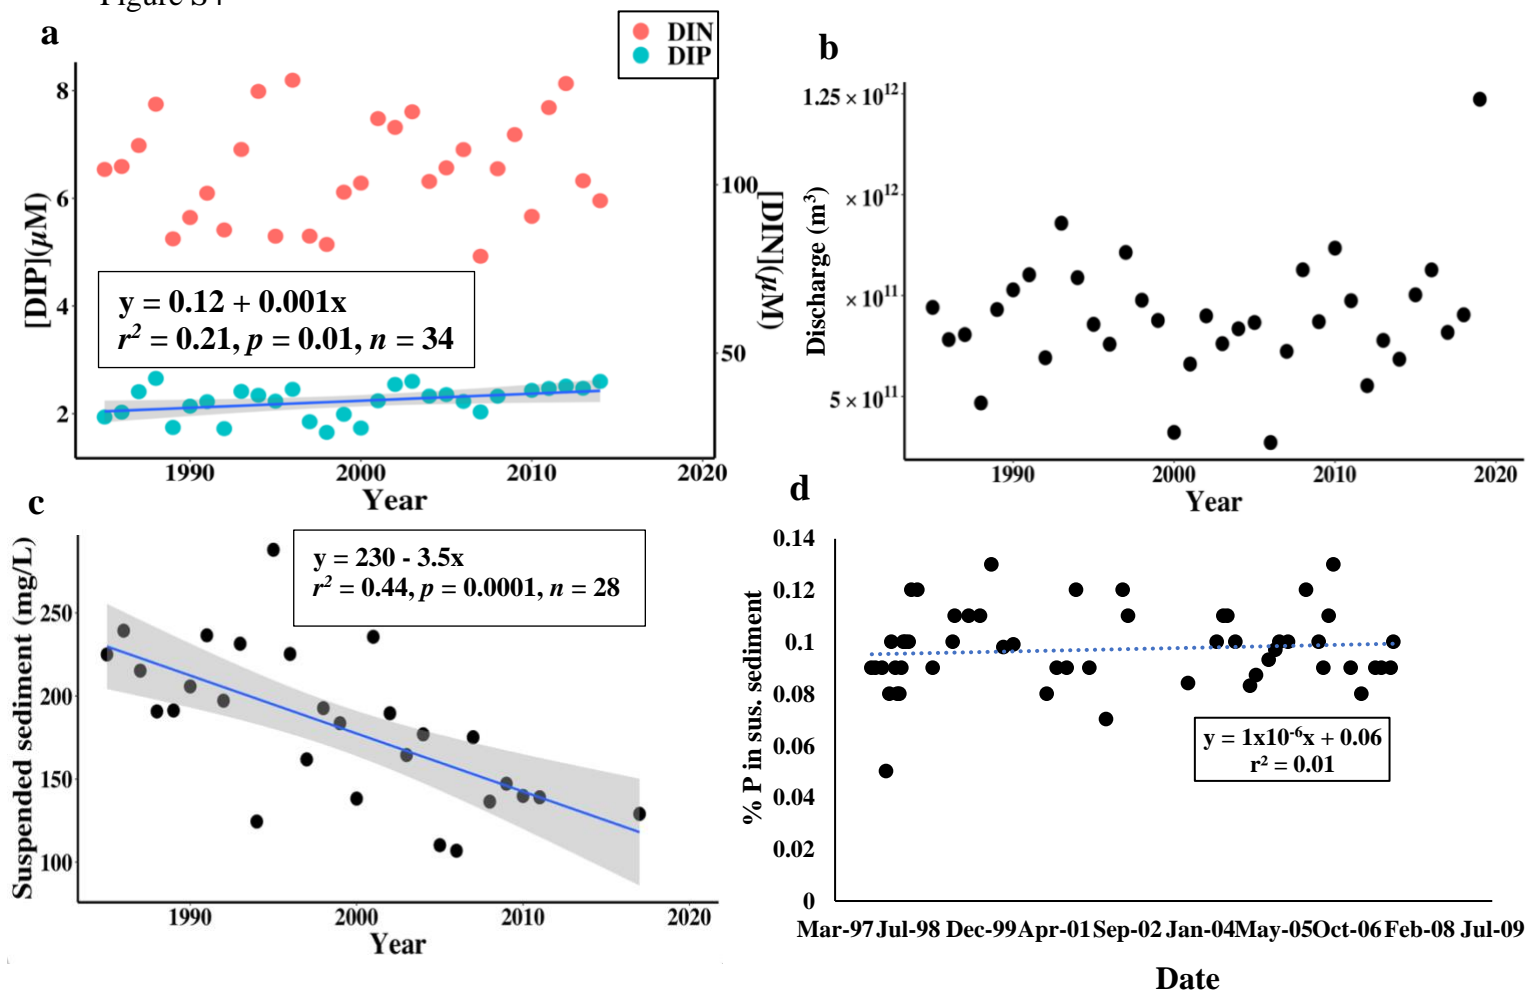 Figure S4
a
DIN
DIP
8
6
4
2
[DIP](µM)
100
50
[DIN](µM)
y = 0.12 + 0.001x
r² = 0.21, p = 0.01, n = 34
1990
2000
2010
2020
Year
b
1.25 × 10¹²
× 10¹²
× 10¹¹
5 × 10¹¹
Discharge (m³)
1990
2000
2010
2020
Year
c
Suspended sediment (mg/L)
250
200
150
100
y = 230 - 3.5x
r² = 0.44, p = 0.0001, n = 28
1990
2000
2010
2020
Year
d
% P in sus. sediment
0.14
0.12
0.1
0.08
0.06
0.04
0.02
0
y = 1x10⁻⁶x + 0.06
r² = 0.01
Mar-97 Jul-98 Dec-99 Apr-01 Sep-02 Jan-04 May-05 Oct-06 Feb-08 Jul-09
Date